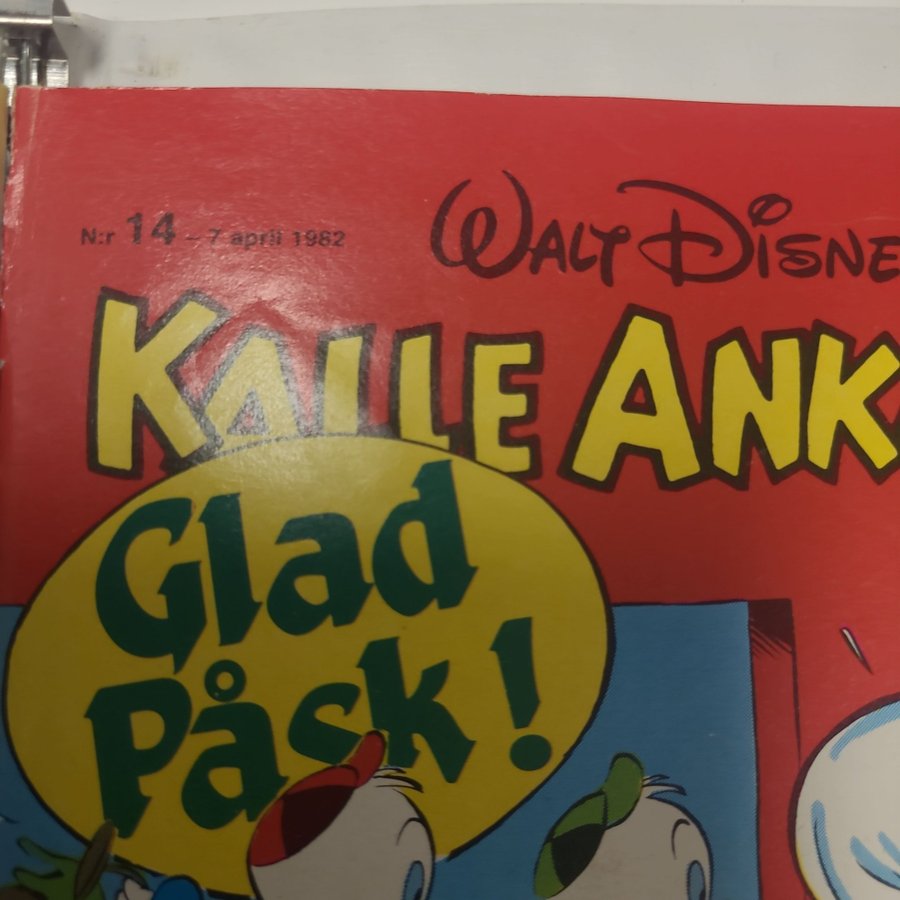 N:r 14 – 7 april 1982
WALT DISNE
KALLE ANK
Glad
Påsk!